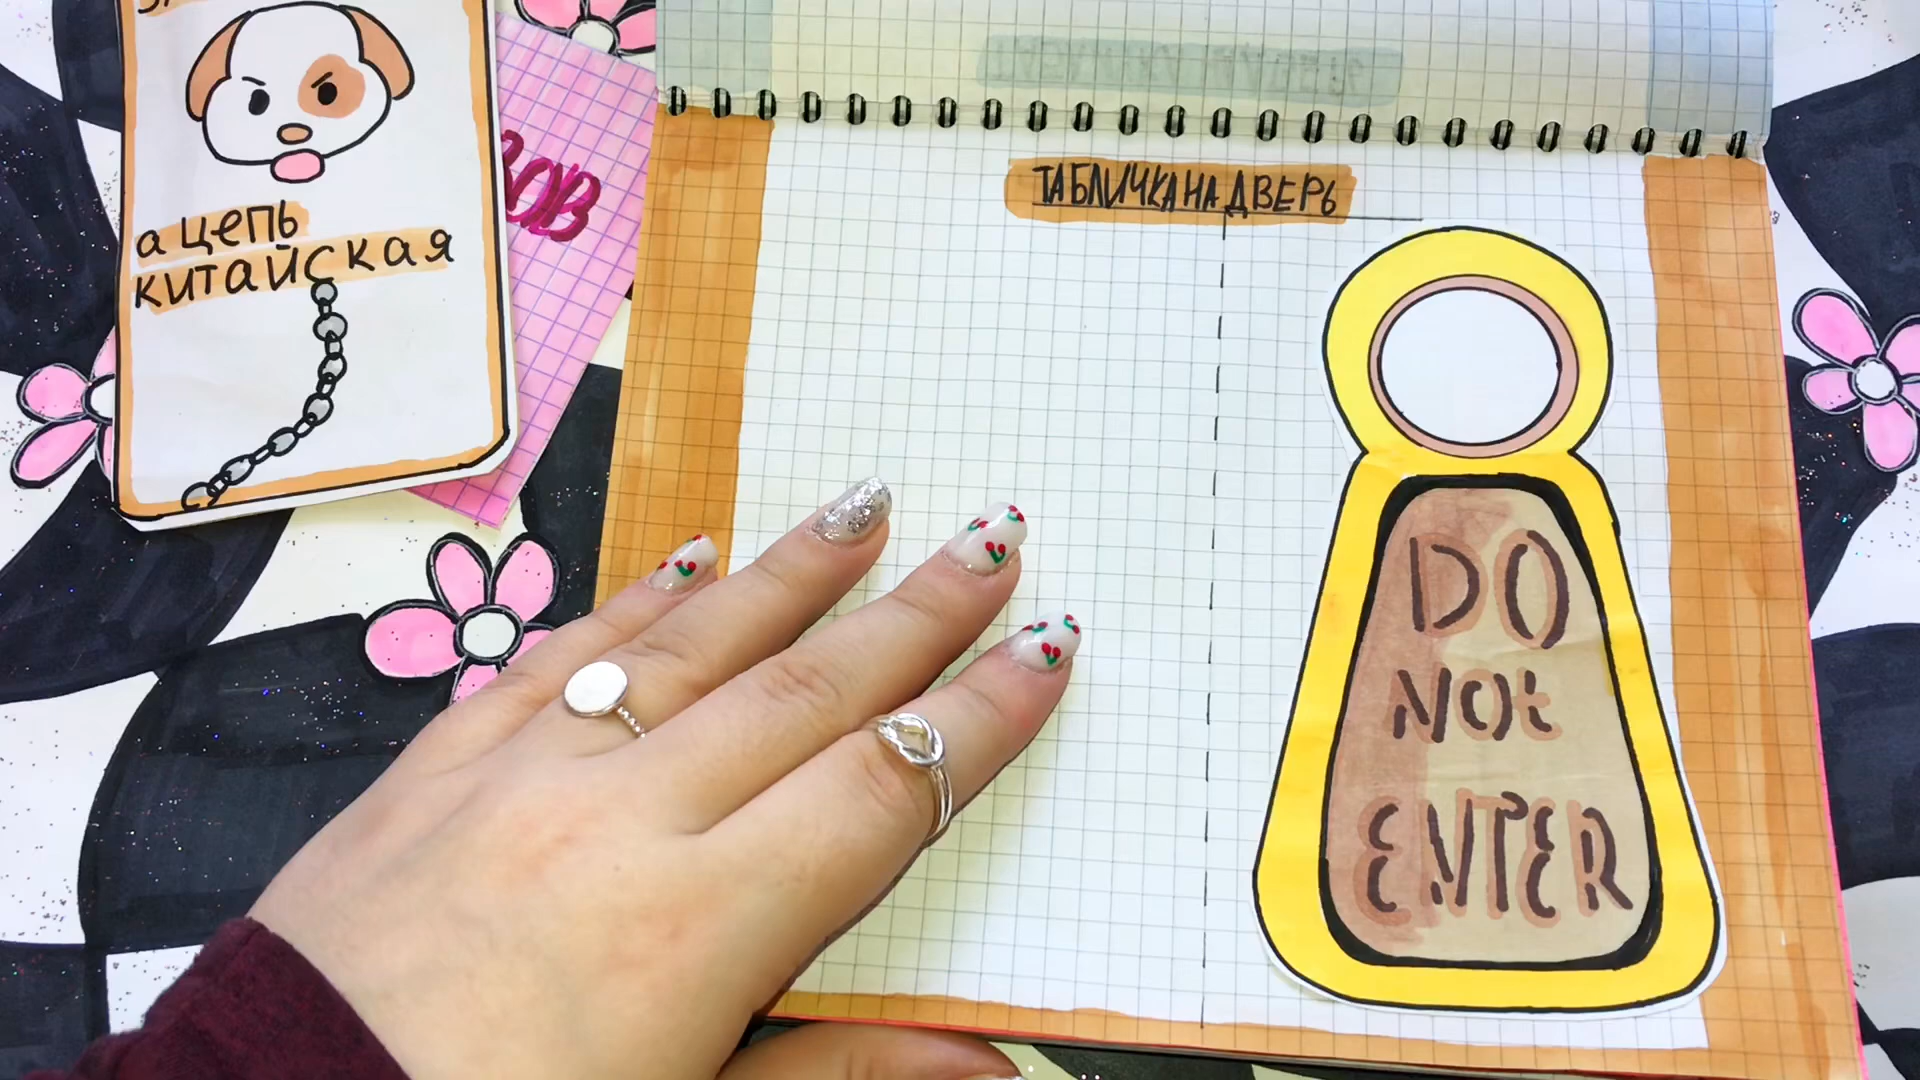 а цепь
китайская
ТАБЛИЧКА НА ДВЕРЬ
DO
NOt
ENTER